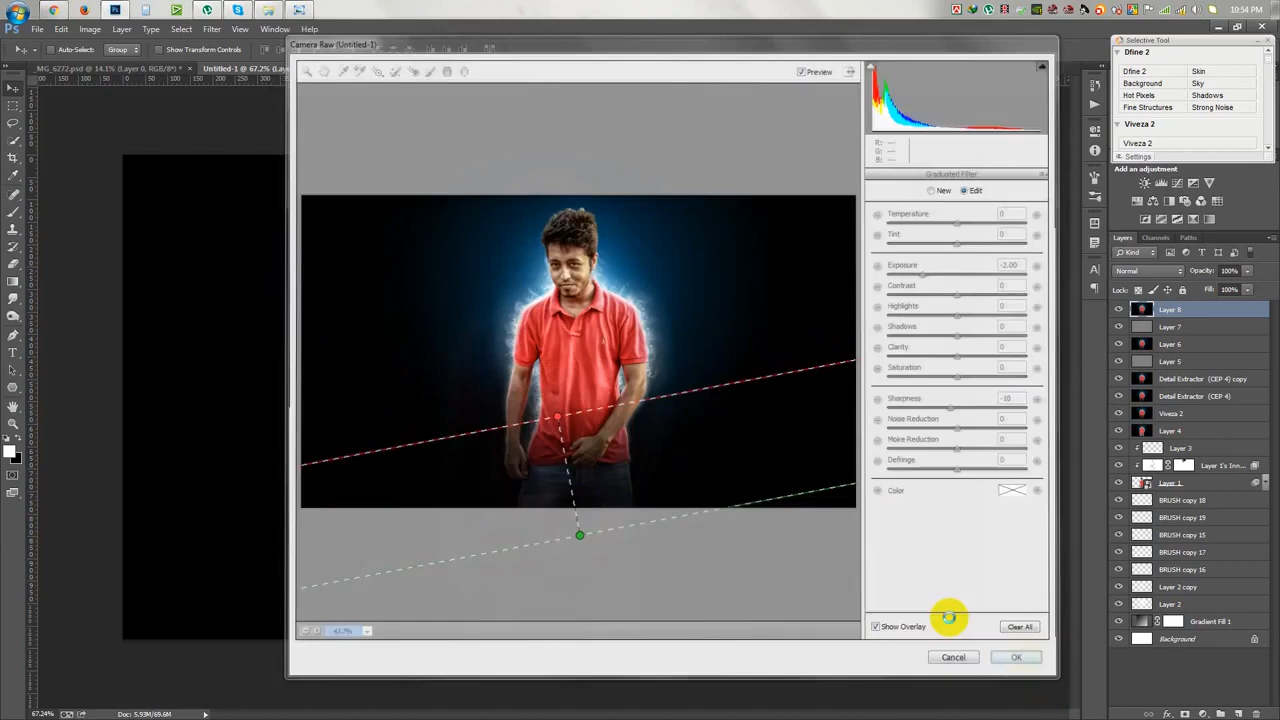 10:54 PM
Ps File Edit Image Layer Type Select Filter View Window Help
Auto-Select: Group Show Transform Controls
_MG_6272.psd @ 14.1% (Layer 0, RGB/8*) * × Untitled-1 @ 67.2% (La
Camera Raw (Untitled-1)
Preview
R: ---
G: ---
B: ---
Graduated Filter
New Edit
Temperature 0
Tint 0
Exposure -2.00
Contrast 0
Highlights 0
Shadows 0
Clarity 0
Saturation 0
Sharpness -10
Noise Reduction 0
Moire Reduction 0
Defringe 0
Color
Show Overlay Clear All
43.7%
Cancel OK
Selective Tool
Dfine 2
Dfine 2 Skin
Background Sky
Hot Pixels Shadows
Fine Structures Strong Noise
Viveza 2
Viveza 2
Settings
Add an adjustment
Layers Channels Paths
Kind
Normal Opacity: 100%
Lock: Fill: 100%
Layer 8
Layer 7
Layer 6
Layer 5
Detail Extractor (CEP 4) copy
Detail Extractor (CEP 4)
Viveza 2
Layer 4
Layer 3
Layer 1's Inn...
Layer 1
BRUSH copy 18
BRUSH copy 19
BRUSH copy 15
BRUSH copy 17
BRUSH copy 16
Layer 2 copy
Layer 2
Gradient Fill 1
Background
67.24% Doc: 5.93M/69.6M